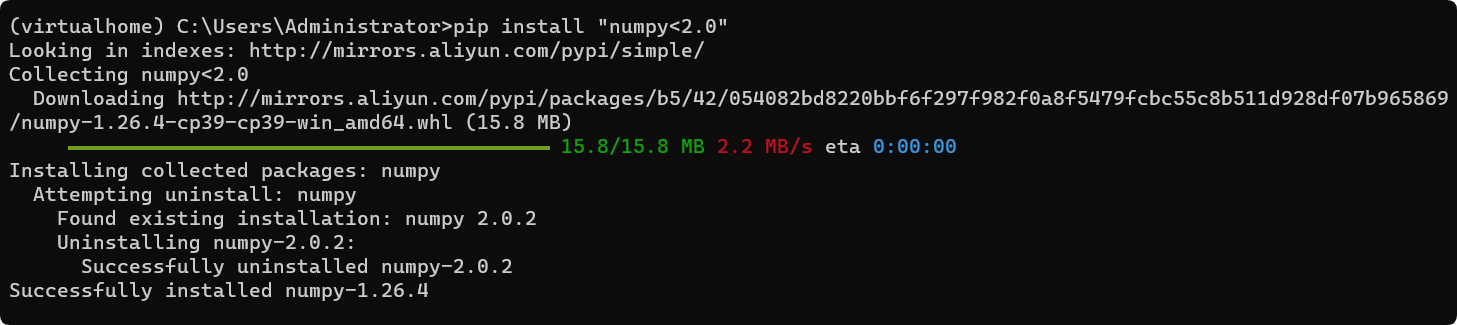 (virtualhome) C:\Users\Administrator>pip install "numpy<2.0"
Looking in indexes: http://mirrors.aliyun.com/pypi/simple/
Collecting numpy<2.0
  Downloading http://mirrors.aliyun.com/pypi/packages/b5/42/054082bd8220bbf6f297f982f0a8f5479fcbc55c8b511d928df07b965869
/numpy-1.26.4-cp39-cp39-win_amd64.whl (15.8 MB)
     15.8/15.8 MB 2.2 MB/s eta 0:00:00
Installing collected packages: numpy
  Attempting uninstall: numpy
    Found existing installation: numpy 2.0.2
    Uninstalling numpy-2.0.2:
      Successfully uninstalled numpy-2.0.2
Successfully installed numpy-1.26.4